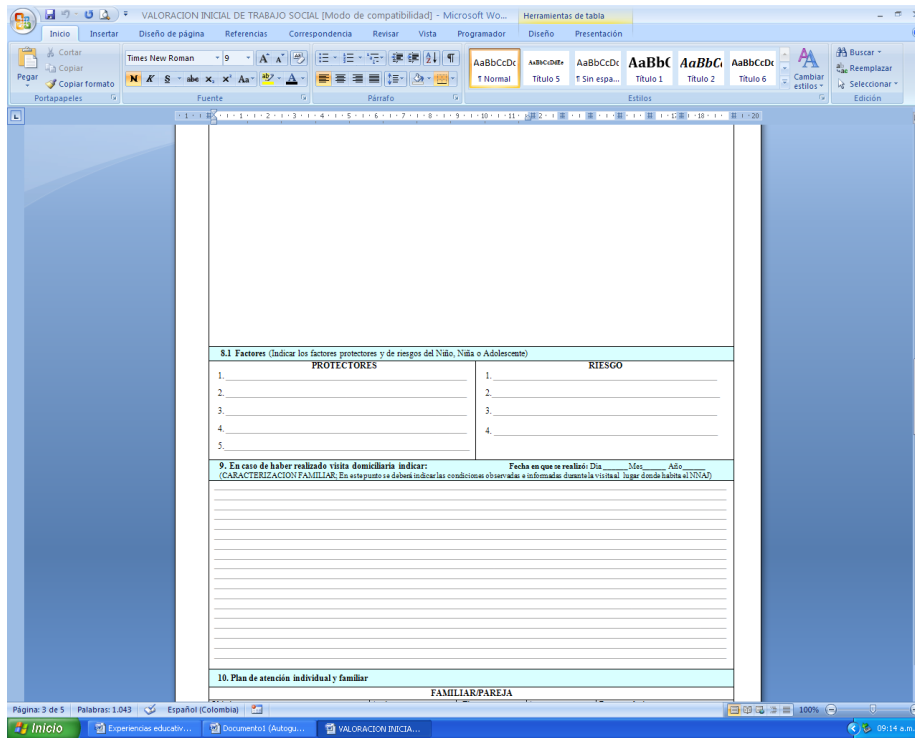 VALORACION INICIAL DE TRABAJO SOCIAL [Modo de compatibilidad] - Microsoft Wo...
Herramientas de tabla
Inicio Insertar Diseño de página Referencias Correspondencia Revisar Vista Programador Diseño Presentación
Cortar
Copiar
Copiar formato
Pegar
Portapapeles
Times New Roman 9
N K S abe x, x² Aa A
Fuente
Párrafo
AaBbCcDc AaBbCcDdEe AaBbCcDc AaBbC AaBbC AaBbCcDc
¶ Normal Título 5 ¶ Sin espa... Título 1 Título 2 Título 6
Cambiar estilos
Estilos
Buscar
Reemplazar
Seleccionar
Edición
8.1 Factores (Indicar los factores protectores y de riesgos del Niño, Niña o Adolescente)
PROTECTORES RIESGO
1. 1.
2. 2.
3. 3.
4. 4.
5.
9. En caso de haber realizado visita domiciliaria indicar: Fecha en que se realizó: Dia ______ Mes______ Año______
(CARACTERIZACION FAMILIAR; En este punto se deberá indicar las condiciones observadas e informadas durante la visita al lugar donde habita el NNAJ)
10. Plan de atención individual y familiar
FAMILIAR/PAREJA
Página: 3 de 5 Palabras: 1.043 Español (Colombia) 100%
Inicio Experiencias educativ... Documento1 (Autogu... VALORACION INICIA... 09:14 a.m.